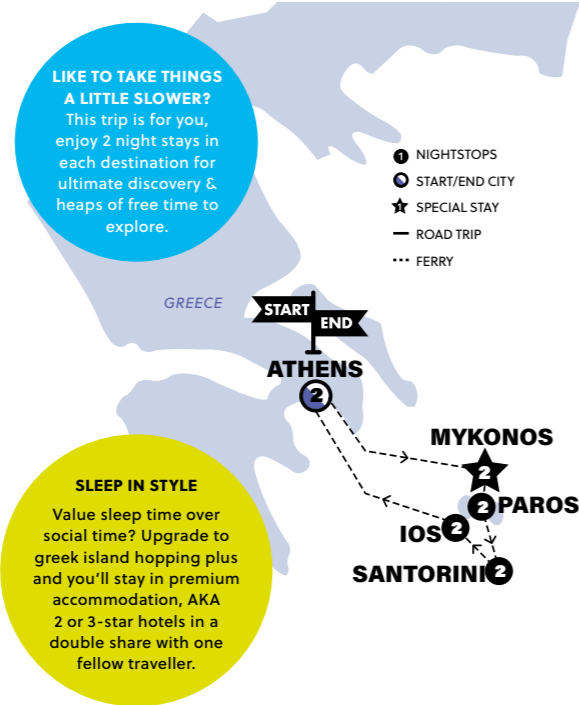 LIKE TO TAKE THINGS
A LITTLE SLOWER?
This trip is for you,
enjoy 2 night stays in
each destination for
ultimate discovery &
heaps of free time to
explore.
1 NIGHTSTOPS
START/END CITY
1 SPECIAL STAY
ROAD TRIP
FERRY
GREECE
START
END
ATHENS
2
MYKONOS
2
2 PAROS
IOS 2
SANTORINI 2
SLEEP IN STYLE
Value sleep time over
social time? Upgrade to
greek island hopping plus
and you'll stay in premium
accommodation, AKA
2 or 3-star hotels in a
double share with one
fellow traveller.